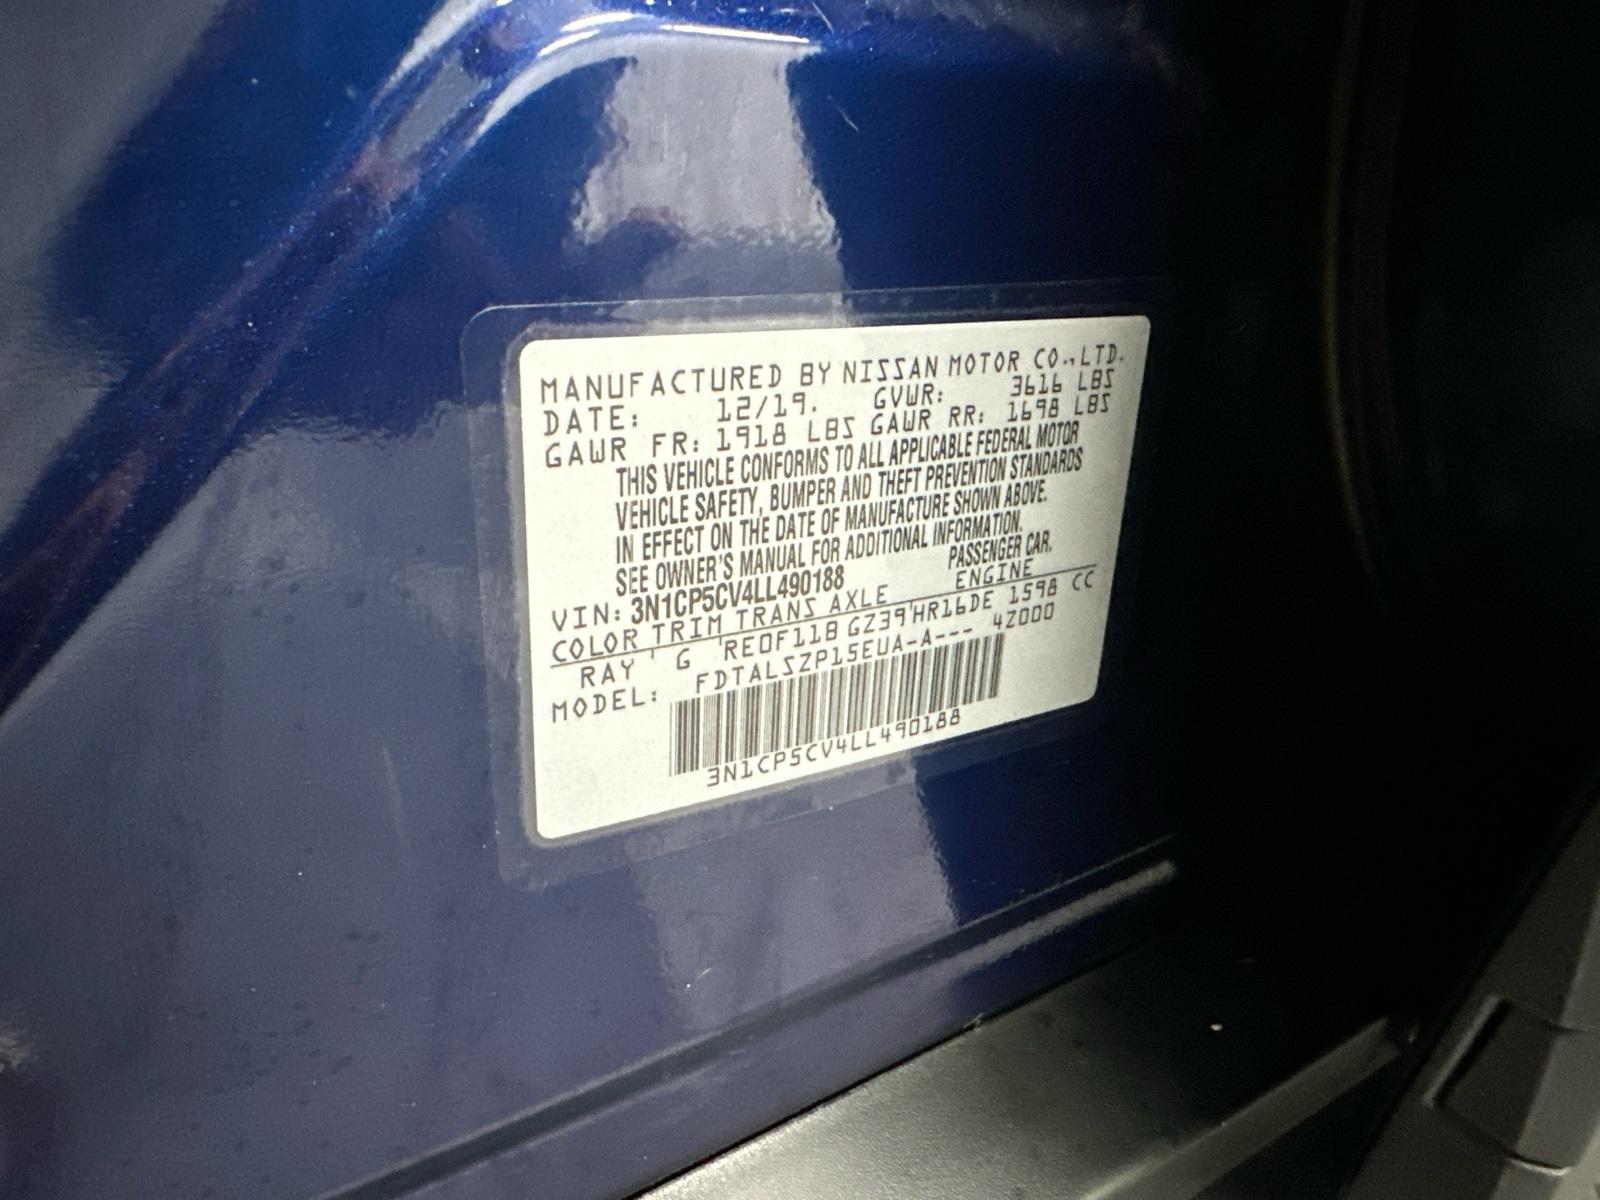 MANUFACTURED BY NISSAN MOTOR CO.,LTD.
DATE: 12/19. GVWR: 3616 LBS
GAWR FR: 1918 LBS GAWR RR: 1698 LBS
THIS VEHICLE CONFORMS TO ALL APPLICABLE FEDERAL MOTOR
VEHICLE SAFETY, BUMPER AND THEFT PREVENTION STANDARDS
IN EFFECT ON THE DATE OF MANUFACTURE SHOWN ABOVE.
SEE OWNER'S MANUAL FOR ADDITIONAL INFORMATION.
VIN: 3N1CP5CV4LL490188 PASSENGER CAR.
COLOR TRIM TRANS AXLE ENGINE
RAY ' G 'RE0F11B GZ39'HR16DE 1598 CC
MODEL: FDTALSZP15EUA-A--- 42000
3N1CP5CV4LL490188